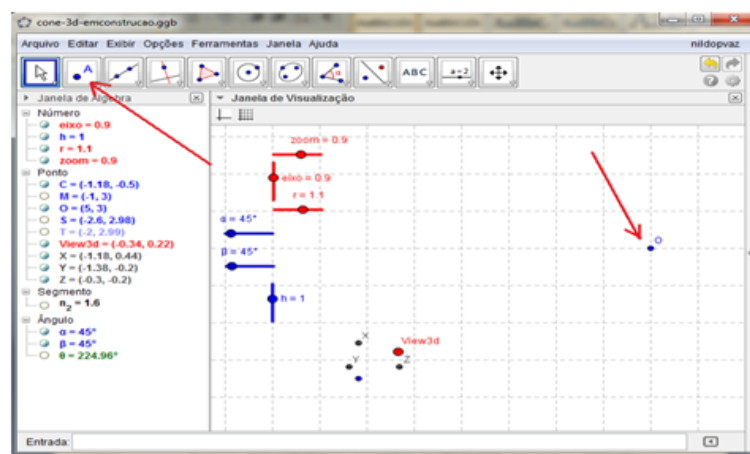 cone-3d-emconstrucao.ggb
Arquivo Editar Exibir Opções Ferramentas Janela Ajuda
nildopvaz
A
ABC
a=2
Janela de Álgebra
Janela de Visualização
Número
eixo = 0.9
h = 1
r = 1.1
zoom = 0.9
Ponto
C = (-1.18, -0.5)
M = (-1, 3)
O = (5, 3)
S = (-2.6, 2.98)
T = (-2, 2.99)
View3d = (-0.34, 0.22)
X = (-1.18, 0.44)
Y = (-1.38, -0.2)
Z = (-0.3, -0.2)
Segmento
n₂ = 1.6
Ângulo
α = 45°
β = 45°
θ = 224.96°
zoom = 0.9
eixo = 0.9
r = 1.1
α = 45°
β = 45°
h = 1
O
X
View3d
Y
Z
Entrada: